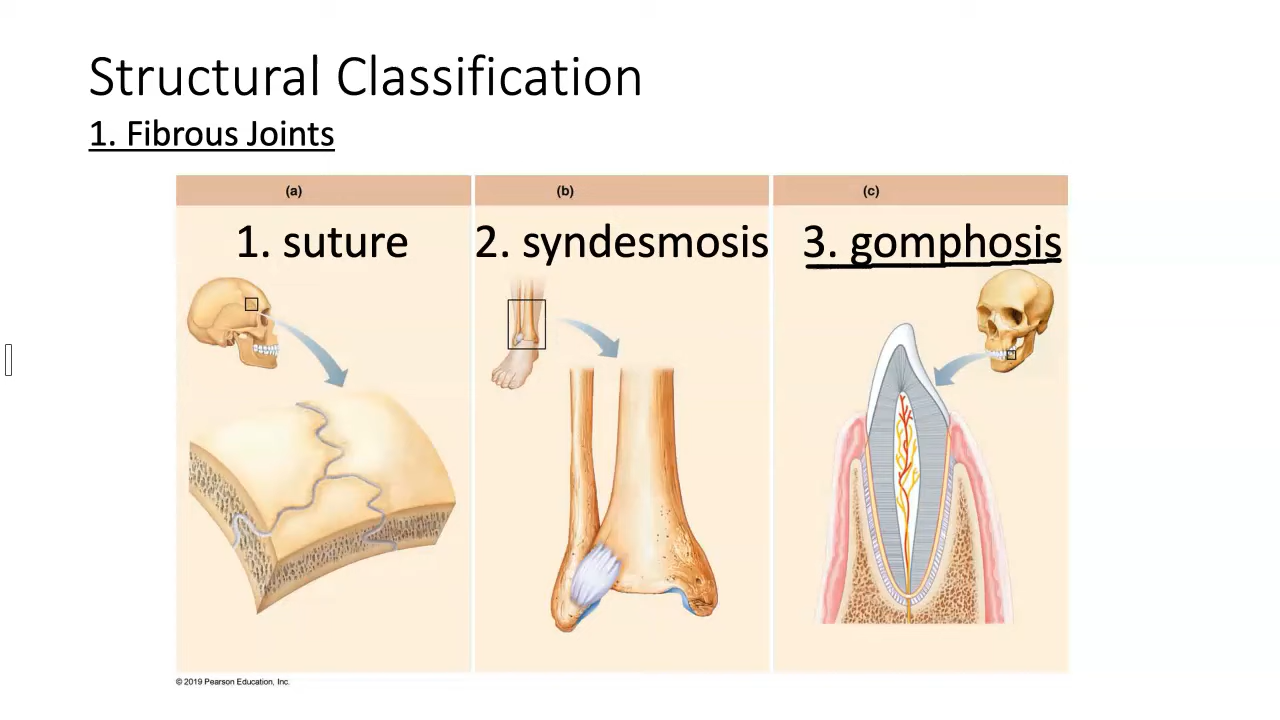 Structural Classification
1. Fibrous Joints
(a) (b) (c)
1. suture 2. syndesmosis 3. gomphosis
© 2019 Pearson Education, Inc.